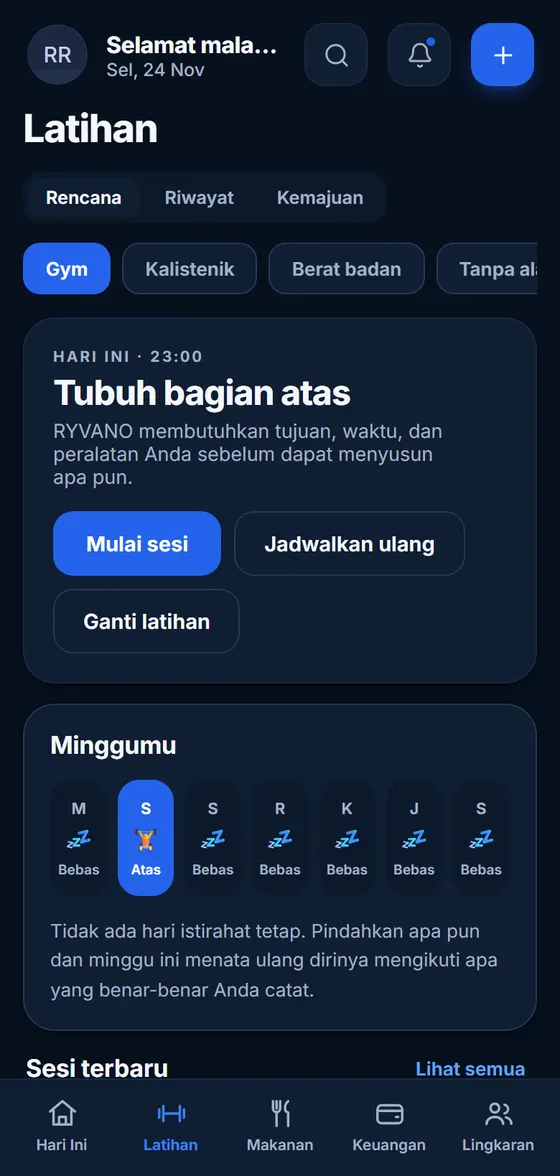 RR
Selamat mala...
Sel, 24 Nov
Latihan
Rencana Riwayat Kemajuan
Gym Kalistenik Berat badan Tanpa ala
HARI INI · 23:00
Tubuh bagian atas
RYVANO membutuhkan tujuan, waktu, dan
peralatan Anda sebelum dapat menyusun
apa pun.
Mulai sesi Jadwalkan ulang
Ganti latihan
Minggumu
M S S R K J S
Bebas Atas Bebas Bebas Bebas Bebas Bebas
Tidak ada hari istirahat tetap. Pindahkan apa pun
dan minggu ini menata ulang dirinya mengikuti apa
yang benar-benar Anda catat.
Sesi terbaru Lihat semua
Hari Ini Latihan Makanan Keuangan Lingkaran